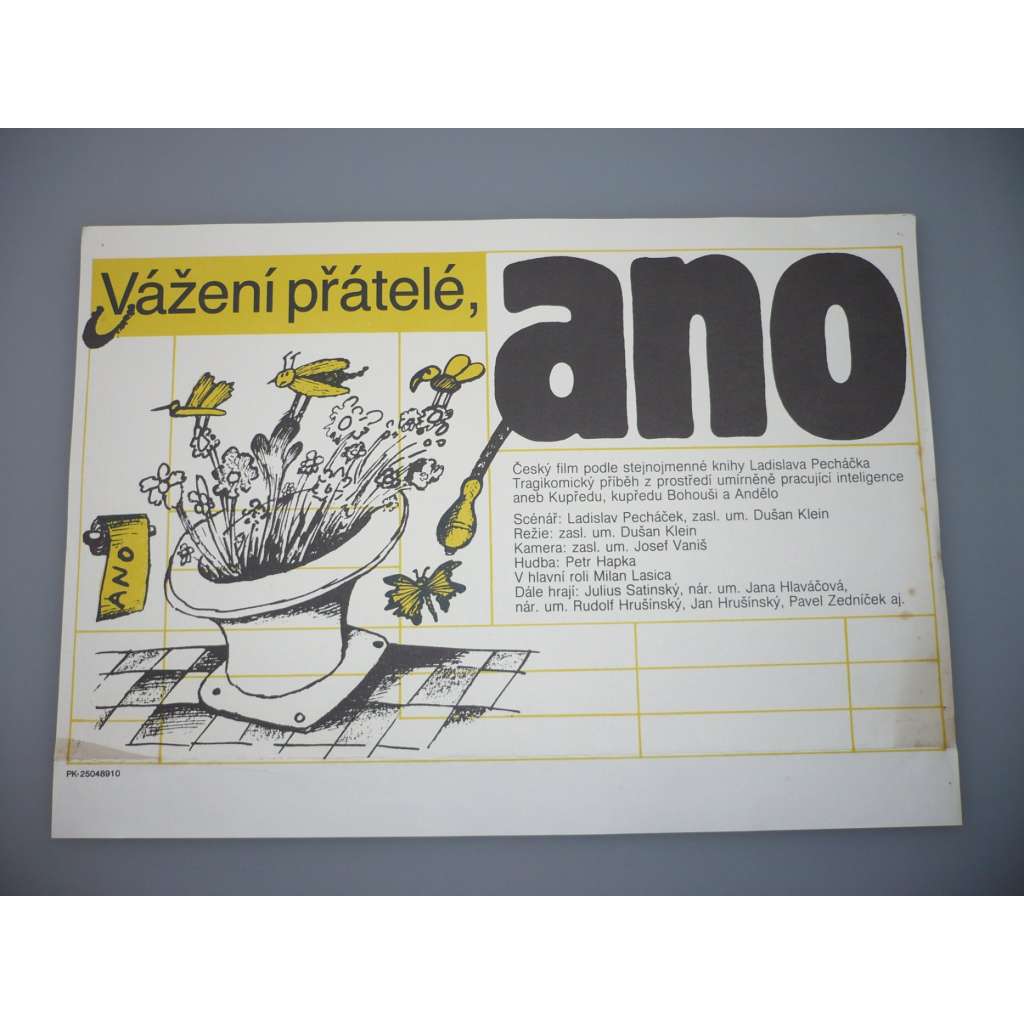 Vážení přátelé,
ano
Český film podle stejnojmenné knihy Ladislava Pecháčka
Tragikomický příběh z prostředí umírněně pracující inteligence
aneb Kupředu, kupředu Bohouši a Andělo
Scénář: Ladislav Pecháček, zasl. um. Dušan Klein
Režie: zasl. um. Dušan Klein
Kamera: zasl. um. Josef Vaniš
Hudba: Petr Hapka
V hlavní roli Milan Lasica
Dále hrají: Julius Satinský, nár. um. Jana Hlaváčová,
nár. um. Rudolf Hrušínský, Jan Hrušínský, Pavel Zedníček aj.
ANO
PK-25048910